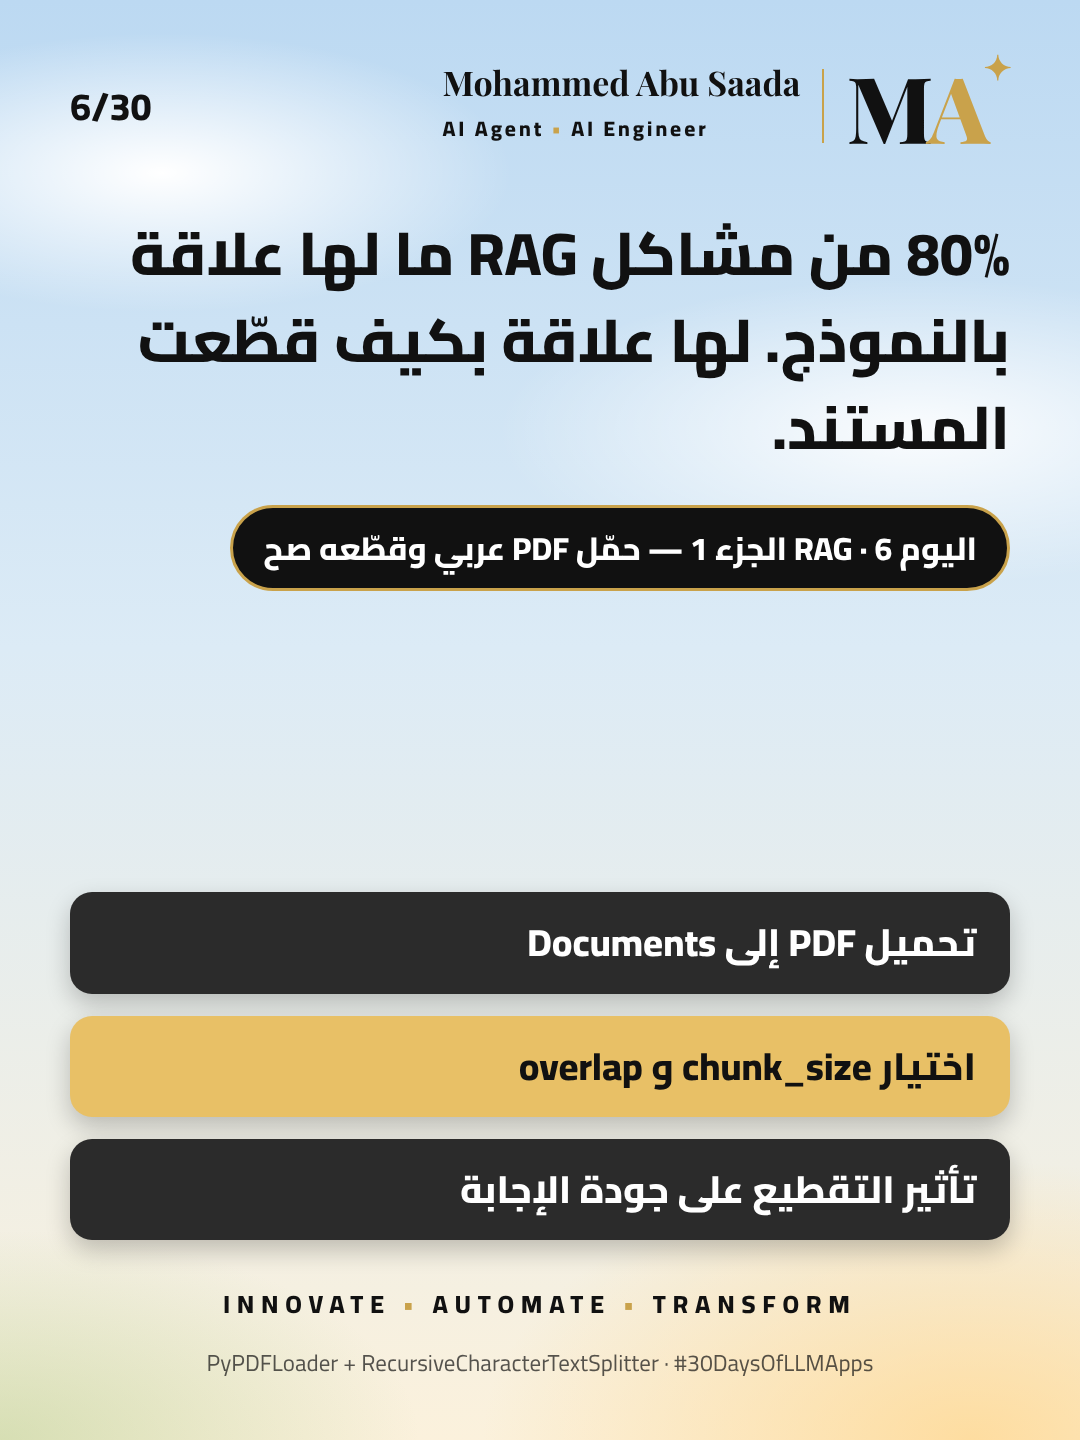 MA
Mohammed Abu Saada
AI Agent ▪ AI Engineer
6/30
80% من مشاكل RAG ما لها علاقة
بالنموذج. لها علاقة بكيف قطّعت
المستند.
اليوم 6 · RAG الجزء 1 — حمّل PDF عربي وقطّعه صح
تحميل PDF إلى Documents
اختيار chunk_size و overlap
تأثير التقطيع على جودة الإجابة
INNOVATE ▪ AUTOMATE ▪ TRANSFORM
PyPDFLoader + RecursiveCharacterTextSplitter · #30DaysOfLLMApps